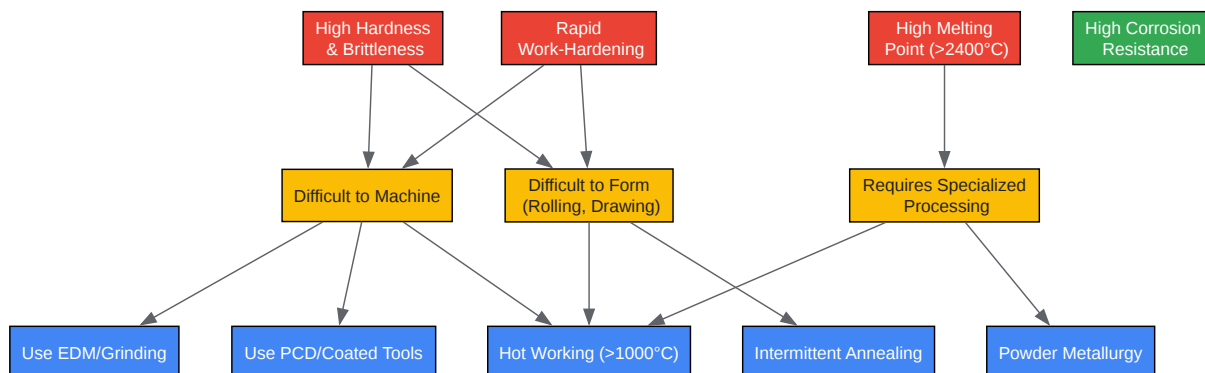 High Hardness
& Brittleness
Rapid
Work-Hardening
High Melting
Point (>2400°C)
High Corrosion
Resistance
Difficult to Machine
Difficult to Form
(Rolling, Drawing)
Requires Specialized
Processing
Use EDM/Grinding
Use PCD/Coated Tools
Hot Working (>1000°C)
Intermittent Annealing
Powder Metallurgy